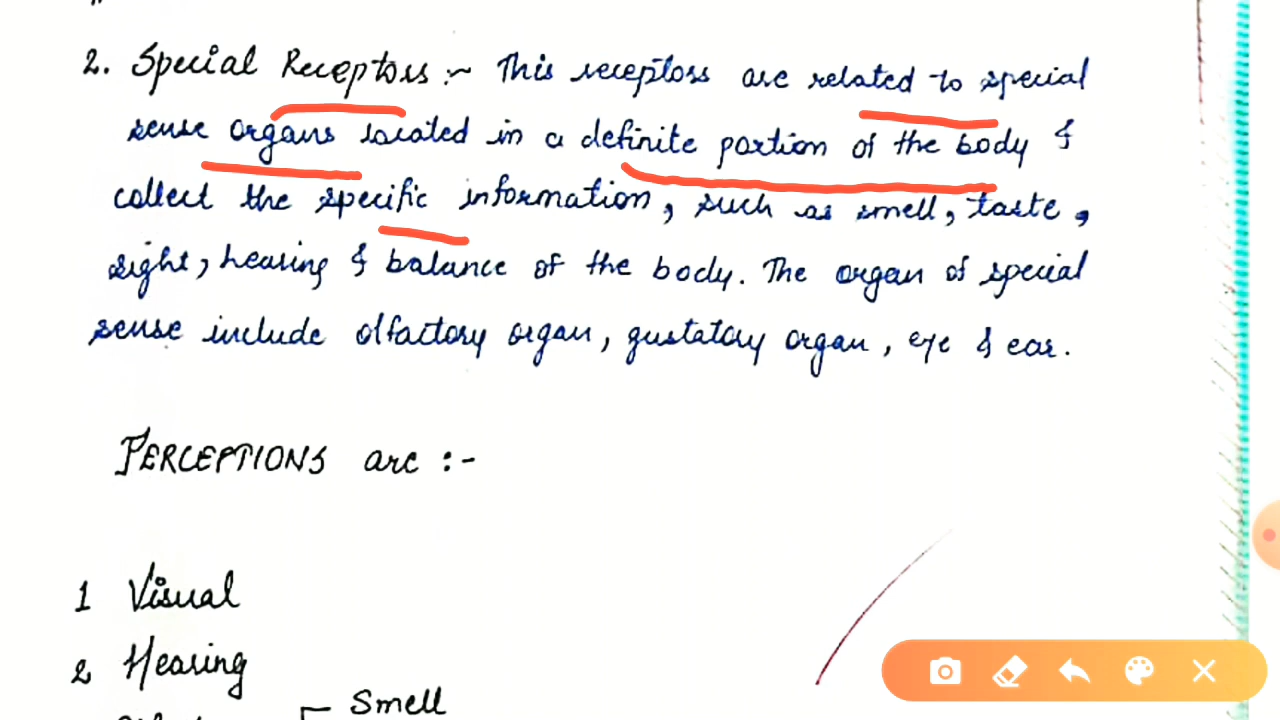 2. Special Receptors :~ This receptors are related to special
sense organs located in a definite portion of the body &
collect the specific information, such as smell, taste,
sight, hearing & balance of the body. The organ of special
sense include olfactory organ, gustatory organ, eye & ear.
PERCEPTIONS are :-
1 Visual
2 Hearing
Smell